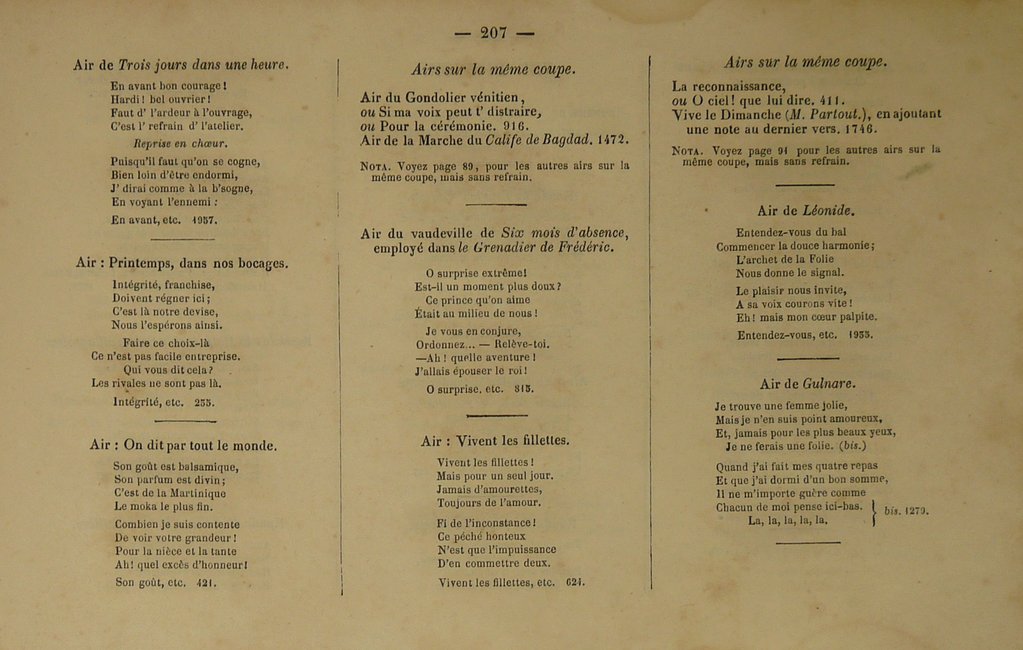 — 207 —
Air de Trois jours dans une heure.
En avant bon courage!
Hardi! bel ouvrier!
Faut d' l'ardeur à l'ouvrage,
C'est l' refrain d' l'atelier.
Reprise en chœur.
Puisqu'il faut qu'on se cogne,
Bien loin d'être endormi,
J' dirai comme à la b'sogne,
En voyant l'ennemi :
En avant, etc. 1957.
Air : Printemps, dans nos bocages.
Intégrité, franchise,
Doivent régner ici;
C'est là notre devise,
Nous l'espérons ainsi.
Faire ce choix-là
Ce n'est pas facile entreprise.
Qui vous dit cela?
Les rivales ne sont pas là.
Intégrité, etc. 255.
Air : On dit par tout le monde.
Son goût est balsamique,
Son parfum est divin;
C'est de la Martinique
Le moka le plus fin.
Combien je suis contente
De voir votre grandeur!
Pour la nièce et la tante
Ah! quel excès d'honneur!
Son goût, etc. 421.
Airs sur la même coupe.
Air du Gondolier vénitien,
ou Si ma voix peut t' distraire,
ou Pour la cérémonie. 916.
Air de la Marche du Calife de Bagdad. 1472.
NOTA. Voyez page 89, pour les autres airs sur la
même coupe, mais sans refrain.
Air du vaudeville de Six mois d'absence,
employé dans le Grenadier de Frédéric.
O surprise extrême!
Est-il un moment plus doux?
Ce prince qu'on aime
Était au milieu de nous!
Je vous en conjure,
Ordonnez... — Relève-toi.
—Ah! quelle aventure!
J'allais épouser le roi!
O surprise, etc. 815.
Air : Vivent les fillettes.
Vivent les fillettes!
Mais pour un seul jour.
Jamais d'amourettes,
Toujours de l'amour.
Fi de l'inconstance!
Ce péché honteux
N'est que l'impuissance
D'en commettre deux.
Vivent les fillettes, etc. 624.
Airs sur la même coupe.
La reconnaissance,
ou O ciel! que lui dire. 411.
Vive le Dimanche (M. Partout.), en ajoutant
une note au dernier vers. 1746.
NOTA. Voyez page 91 pour les autres airs sur la
même coupe, mais sans refrain.
Air de Léonide.
Entendez-vous du bal
Commencer la douce harmonie;
L'archet de la Folie
Nous donne le signal.
Le plaisir nous invite,
A sa voix courons vite!
Eh! mais mon cœur palpite.
Entendez-vous, etc. 1955.
Air de Gulnare.
Je trouve une femme jolie,
Mais je n'en suis point amoureux,
Et, jamais pour les plus beaux yeux,
Je ne ferais une folie. (bis.)
Quand j'ai fait mes quatre repas
Et que j'ai dormi d'un bon somme,
Il ne m'importe guère comme
Chacun de moi pense ici-bas. } bis. 1279.
La, la, la, la, la.